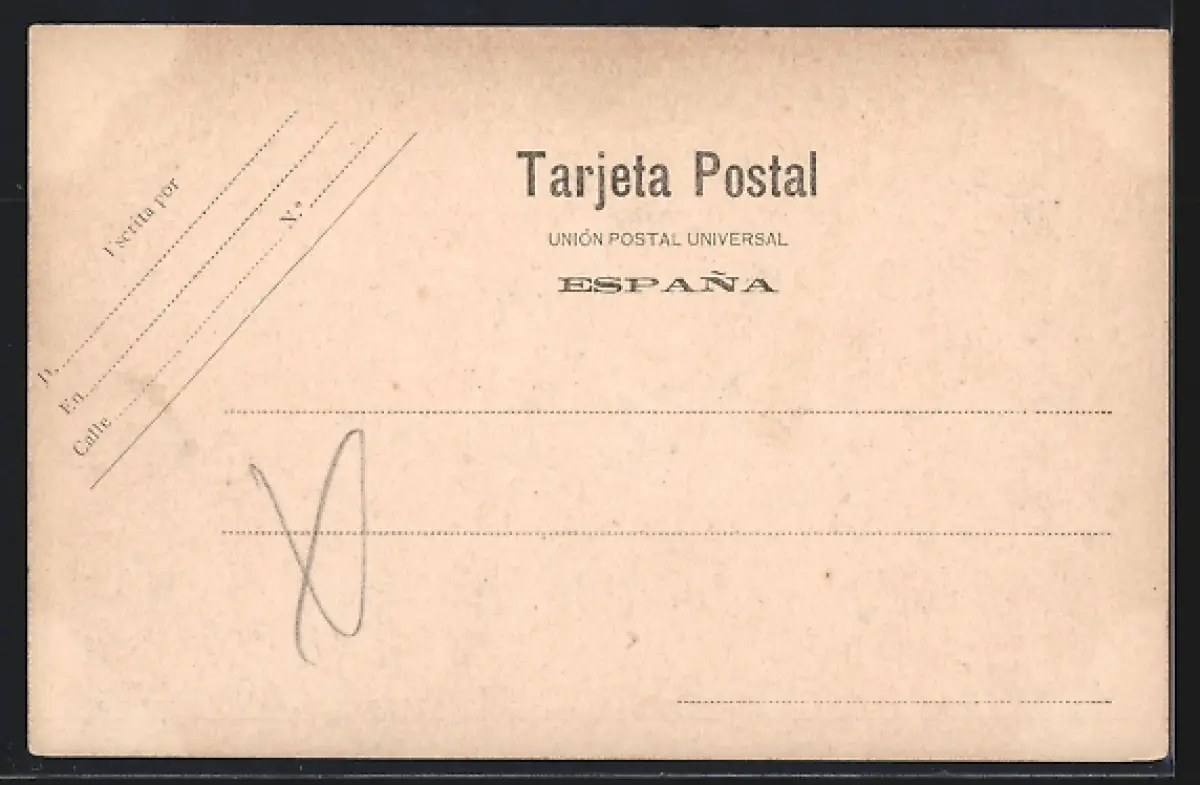 Tarjeta Postal
UNIÓN POSTAL UNIVERSAL
ESPAÑA
Escrita por
D.
En
Calle N.º